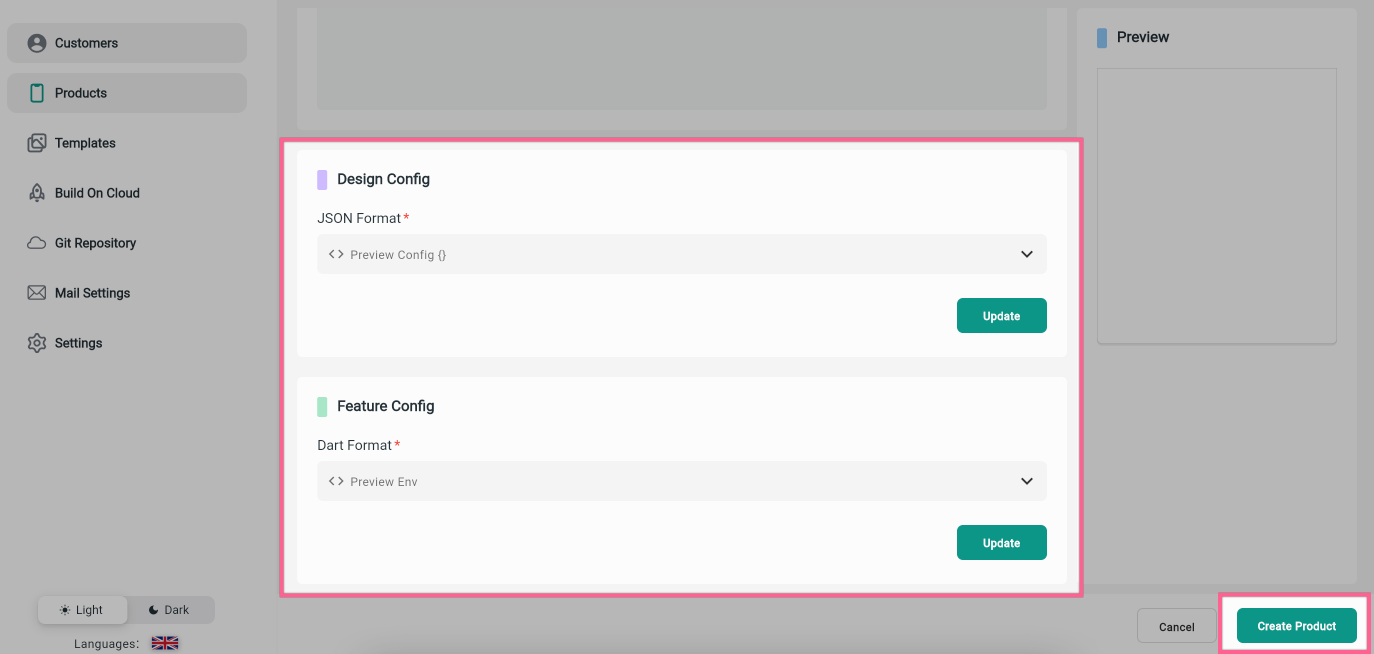 Customers
Products
Templates
Build On Cloud
Git Repository
Mail Settings
Settings
Light
Dark
Languages:
Design Config
JSON Format*
<> Preview Config {}
Update
Feature Config
Dart Format*
<> Preview Env
Update
Preview
Cancel
Create Product